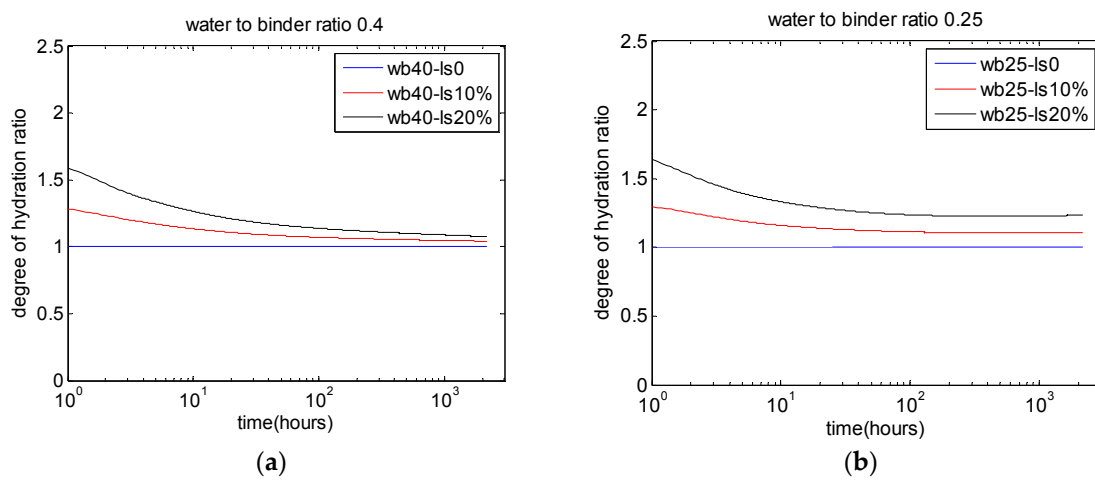 water to binder ratio 0.4
2.5
2
1.5
1
0.5
0
degree of hydration ratio
wb40-ls0
wb40-ls10%
wb40-ls20%
10^0 10^1 10^2 10^3
time(hours)
(a)
water to binder ratio 0.25
2.5
2
1.5
1
0.5
0
degree of hydration ratio
wb25-ls0
wb25-ls10%
wb25-ls20%
10^0 10^1 10^2 10^3
time(hours)
(b)